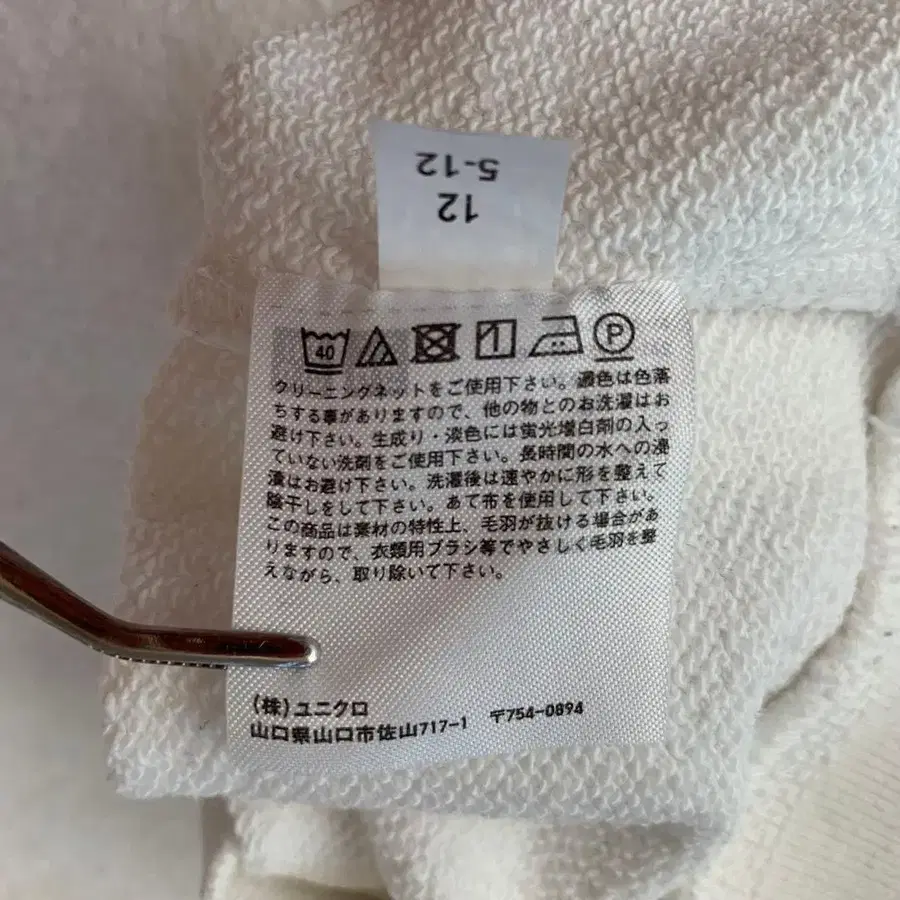 5-12
12
40 P
クリーニングネットをご使用下さい。濃色は色落
ちする事がありますので、他の物とのお洗濯はお
避け下さい。生成り・淡色には蛍光増白剤の入っ
ていない洗剤をご使用下さい。長時間の水への浸
漬はお避け下さい。洗濯後は速やかに形を整えて
陰干しをして下さい。あて布を使用して下さい。
この商品は素材の特性上、毛羽が抜ける場合があ
りますので、衣類用ブラシ等でやさしく毛羽を整
えながら、取り除いて下さい。
(株)ユニクロ
山口県山口市佐山717-1 〒754-0894